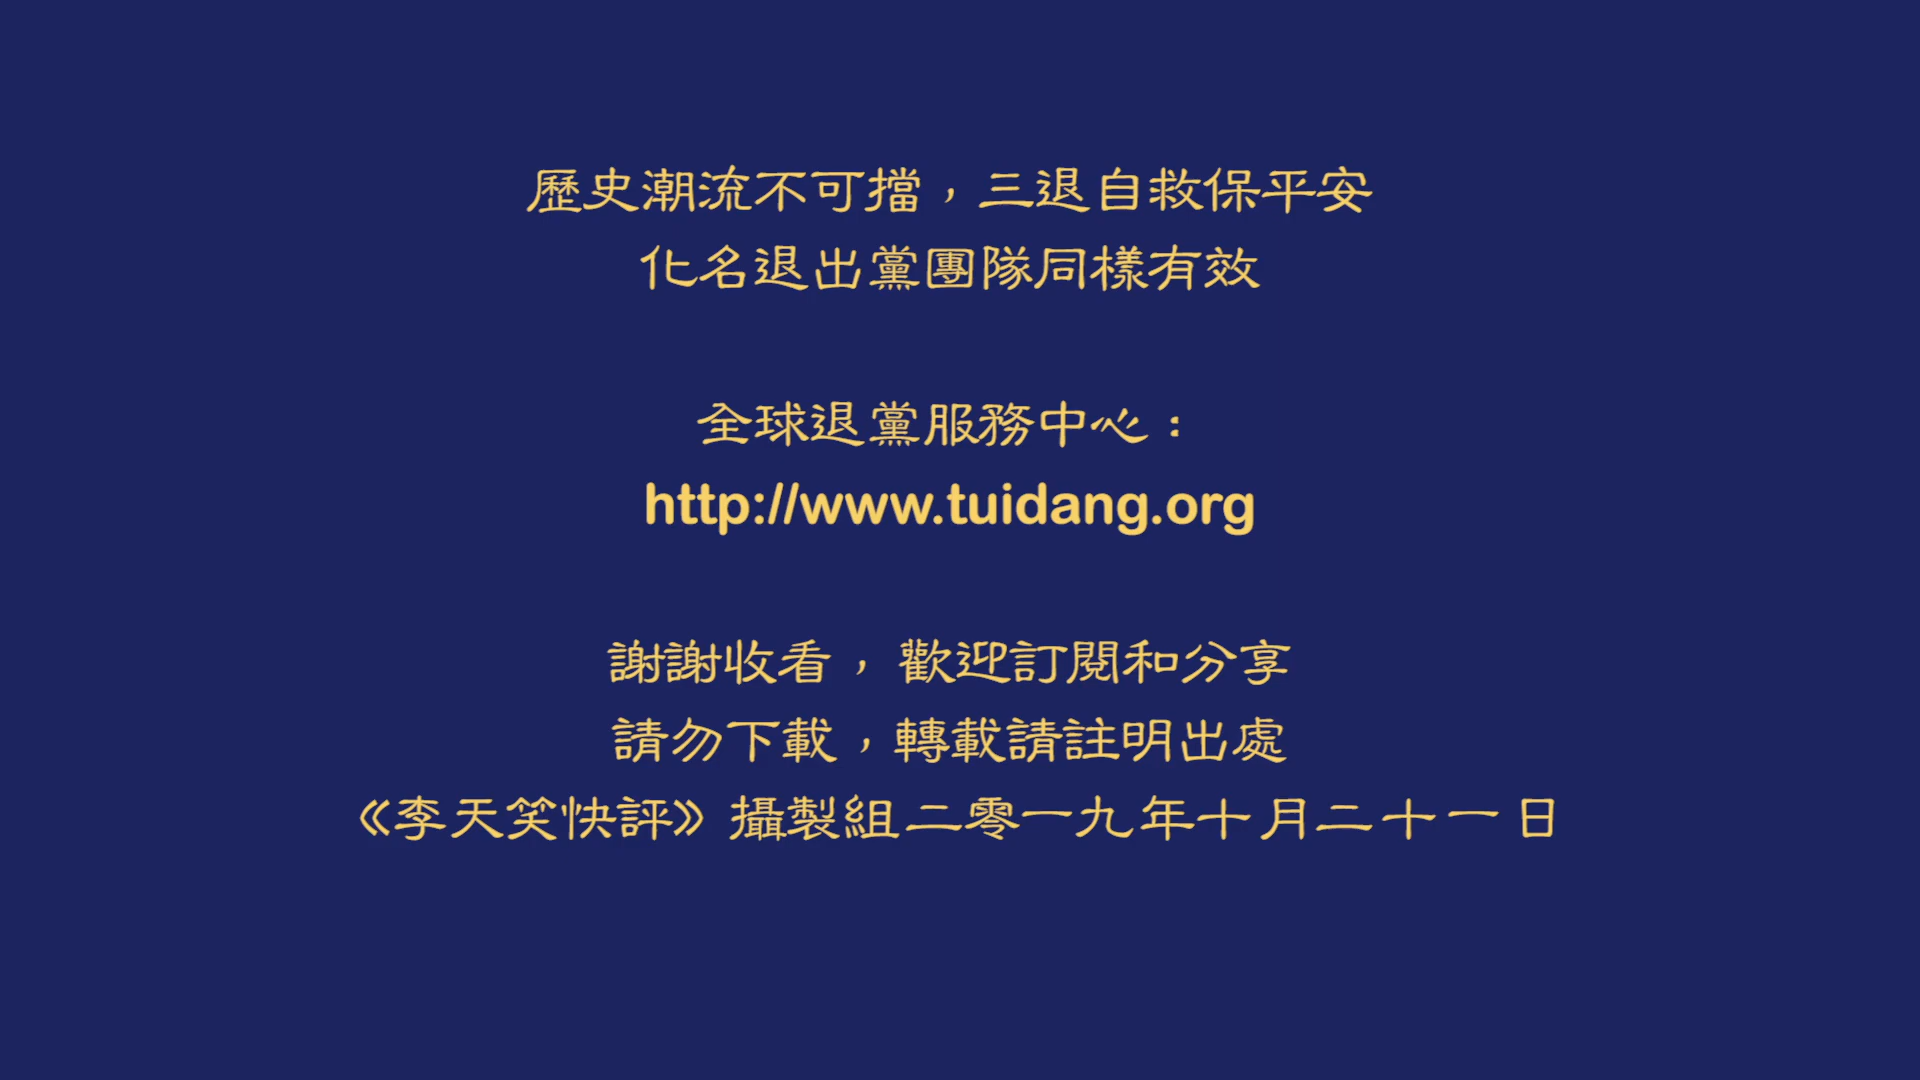 歷史潮流不可擋，三退自救保平安
化名退出黨團隊同樣有效
全球退黨服務中心：
http://www.tuidang.org
謝謝收看，歡迎訂閱和分享
請勿下載，轉載請註明出處
《李天笑快評》攝製組二零一九年十月二十一日